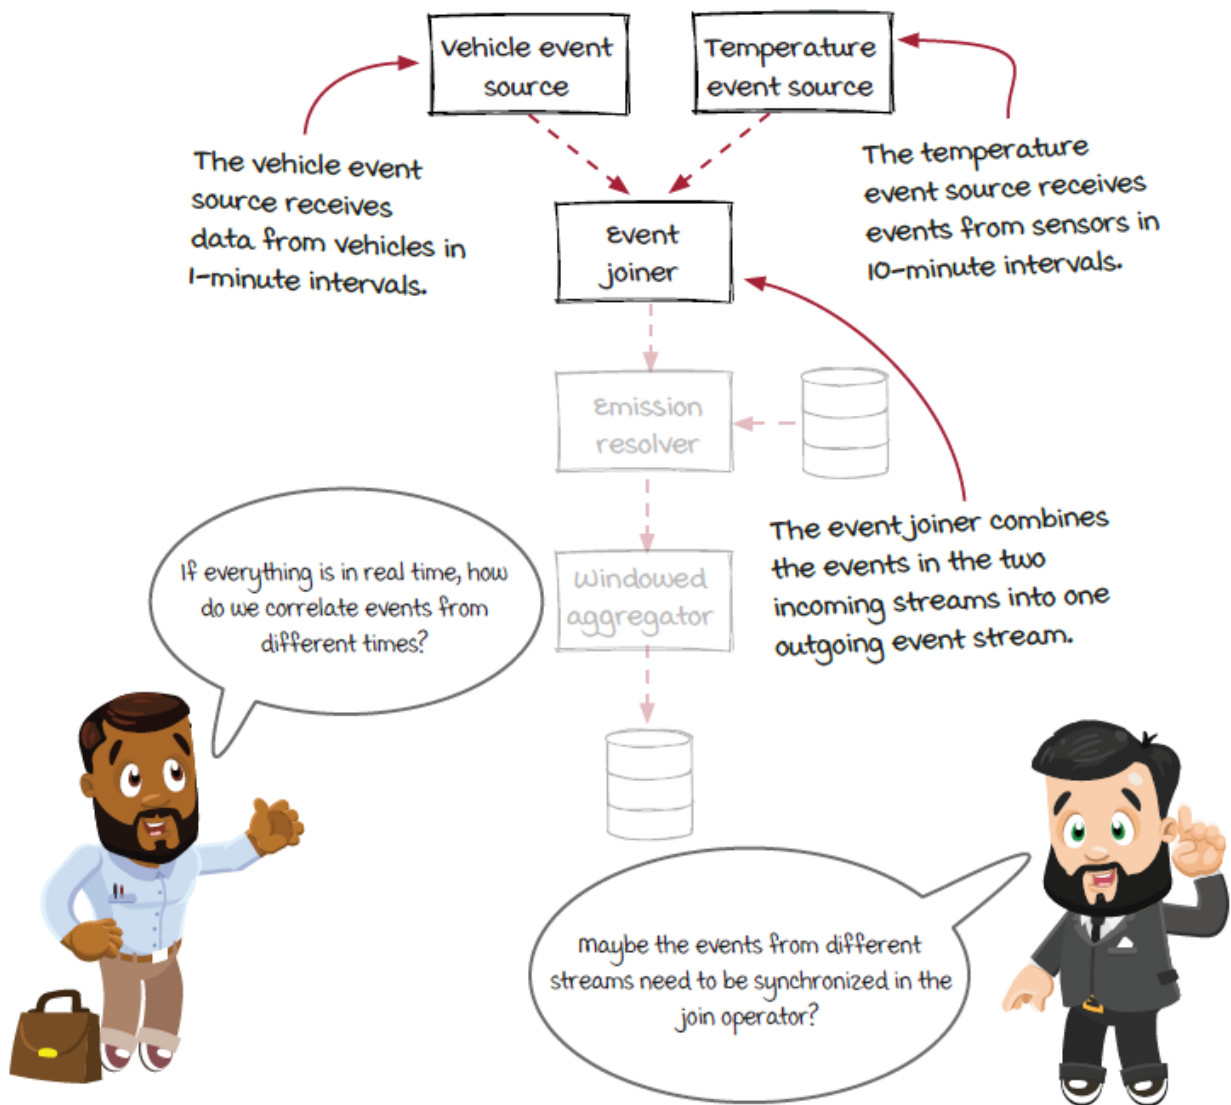 Vehicle event
source
Temperature
event source
The vehicle event
source receives
data from vehicles in
1-minute intervals.
The temperature
event source receives
events from sensors in
10-minute intervals.
Event
joiner
Emission
resolver
The event joiner combines
the events in the two
incoming streams into one
outgoing event stream.
Windowed
aggregator
If everything is in real time, how
do we correlate events from
different times?
Maybe the events from different
streams need to be synchronized in the
join operator?